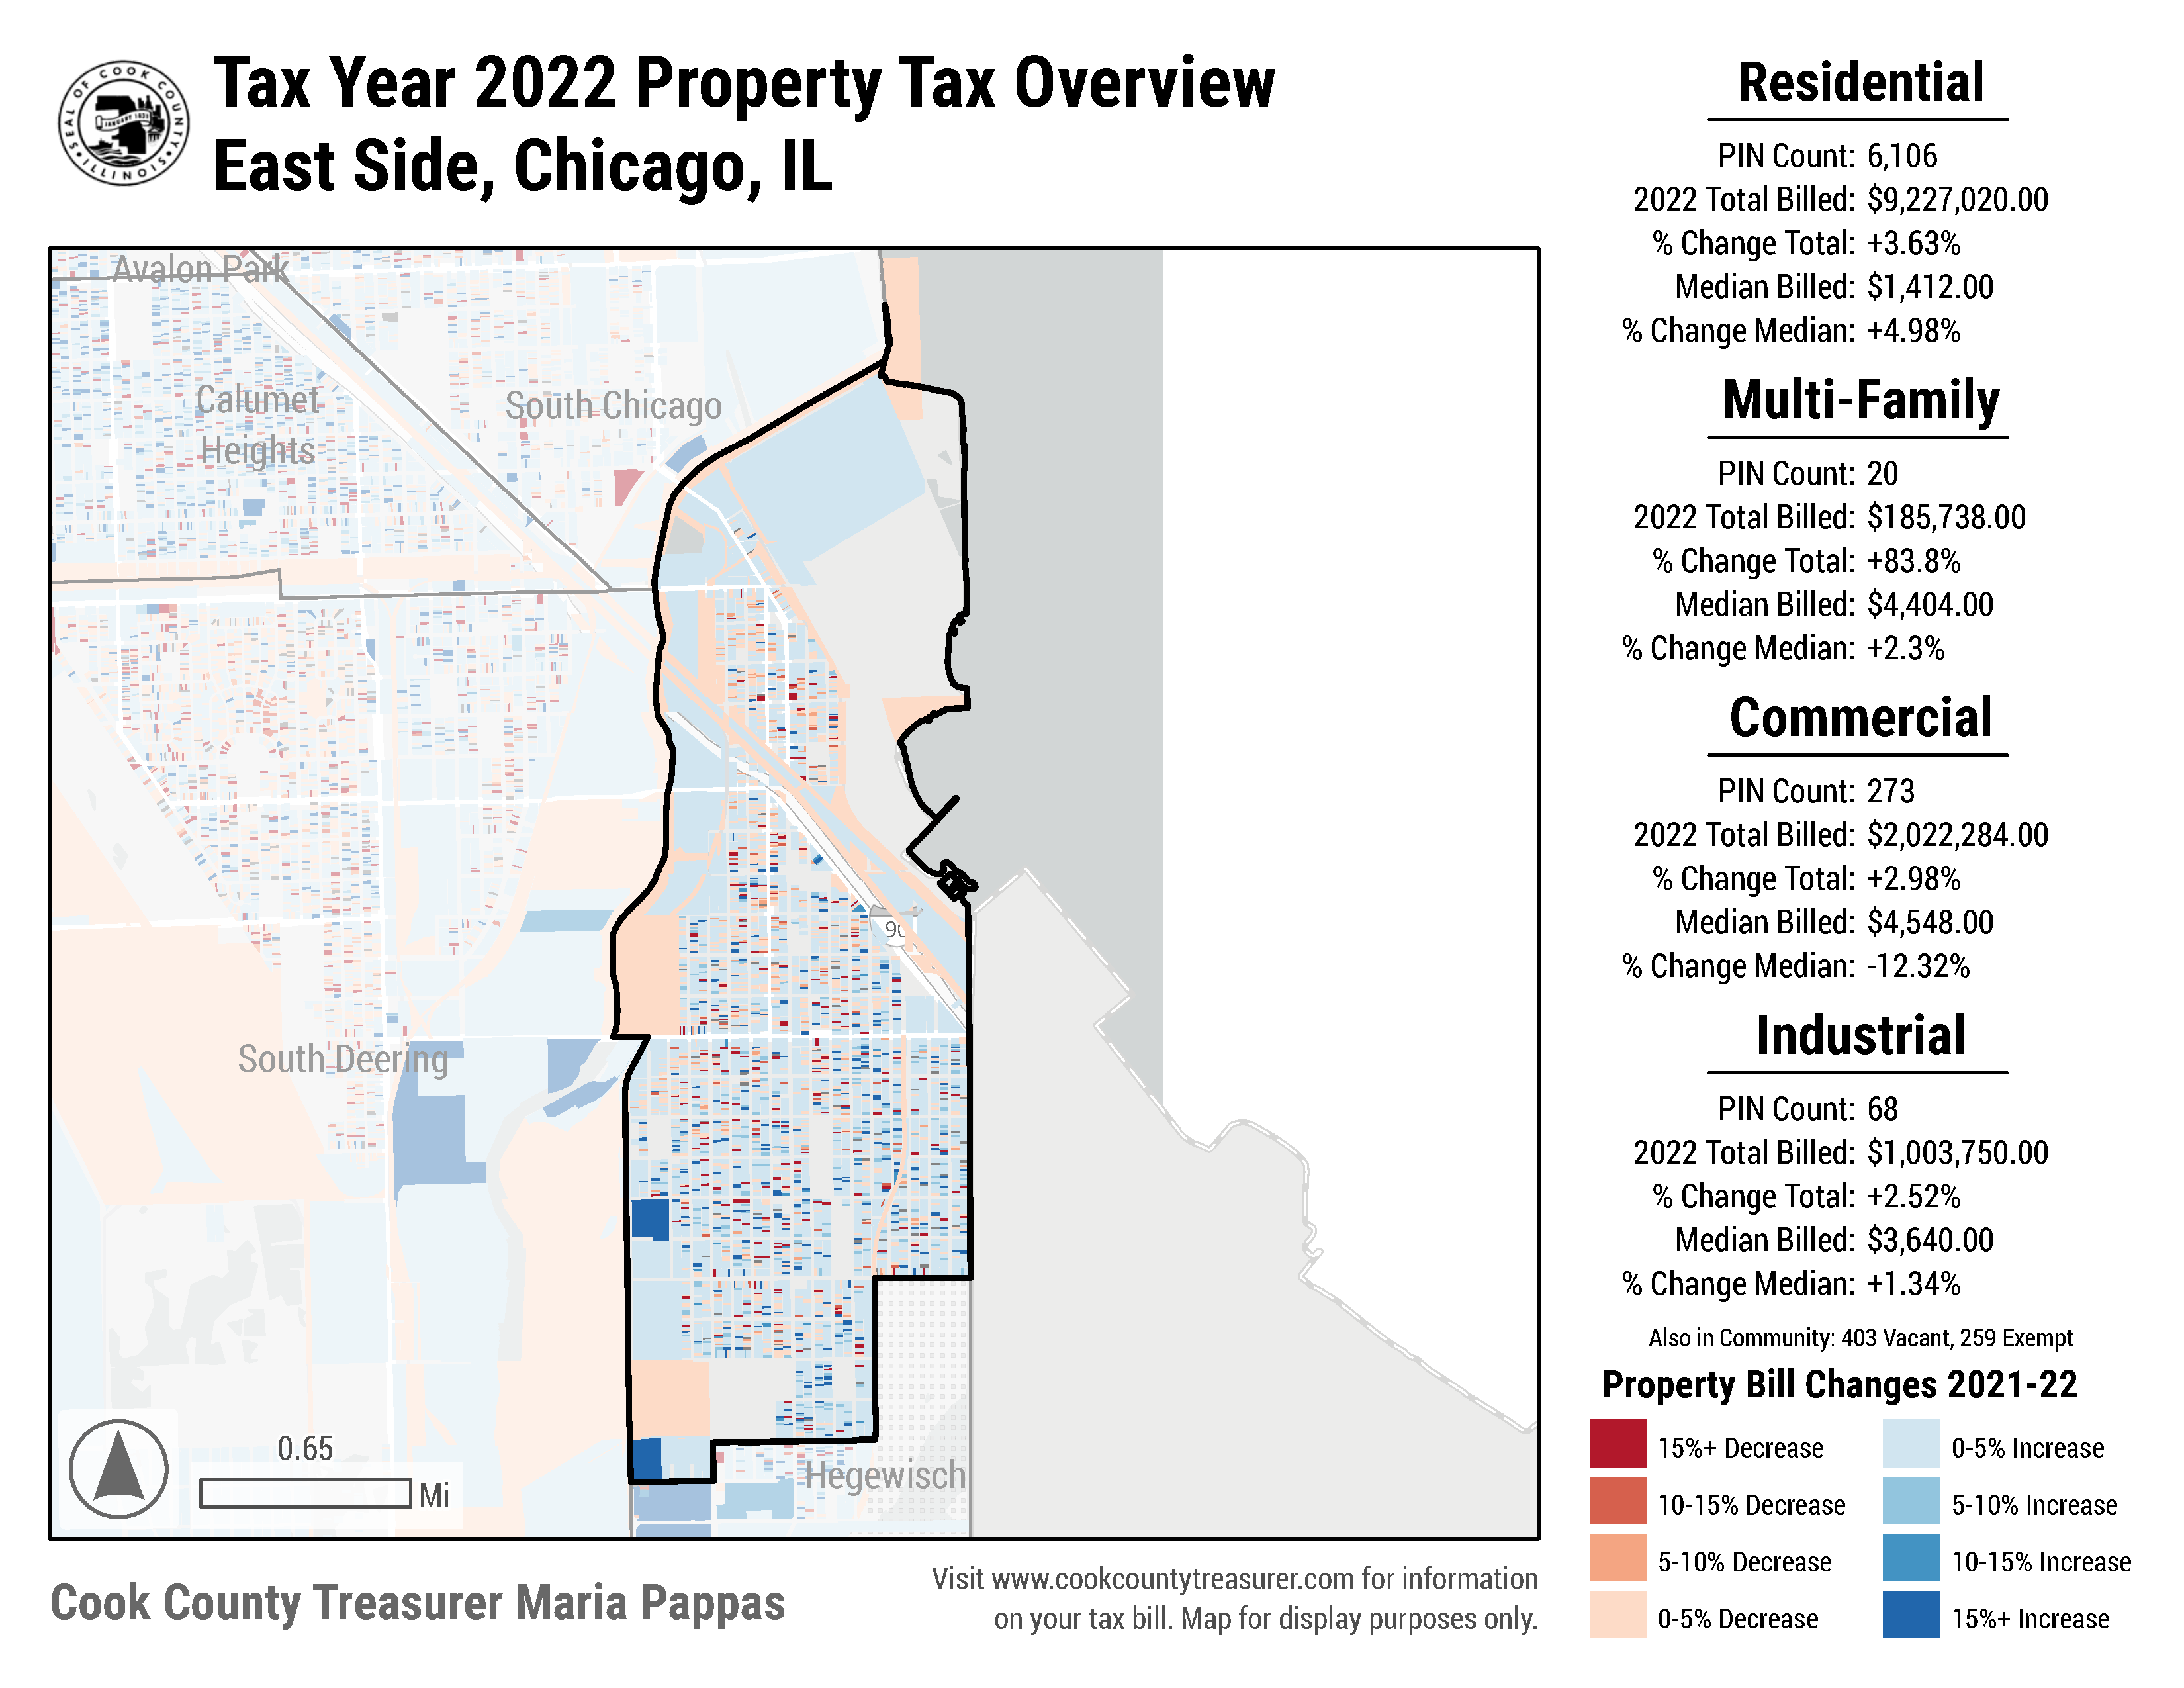 SEAL OF COOK COUNTY • ILLINOIS •
JANUARY 1831
Tax Year 2022 Property Tax Overview
East Side, Chicago, IL
Avalon Park
Calumet
Heights
South Chicago
South Deering
Hegewisch
90
0.65
Mi
Cook County Treasurer Maria Pappas
Visit www.cookcountytreasurer.com for information
on your tax bill. Map for display purposes only.
Residential
PIN Count: 6,106
2022 Total Billed: $9,227,020.00
% Change Total: +3.63%
Median Billed: $1,412.00
% Change Median: +4.98%
Multi-Family
PIN Count: 20
2022 Total Billed: $185,738.00
% Change Total: +83.8%
Median Billed: $4,404.00
% Change Median: +2.3%
Commercial
PIN Count: 273
2022 Total Billed: $2,022,284.00
% Change Total: +2.98%
Median Billed: $4,548.00
% Change Median: -12.32%
Industrial
PIN Count: 68
2022 Total Billed: $1,003,750.00
% Change Total: +2.52%
Median Billed: $3,640.00
% Change Median: +1.34%
Also in Community: 403 Vacant, 259 Exempt
Property Bill Changes 2021-22
15%+ Decrease
10-15% Decrease
5-10% Decrease
0-5% Decrease
0-5% Increase
5-10% Increase
10-15% Increase
15%+ Increase